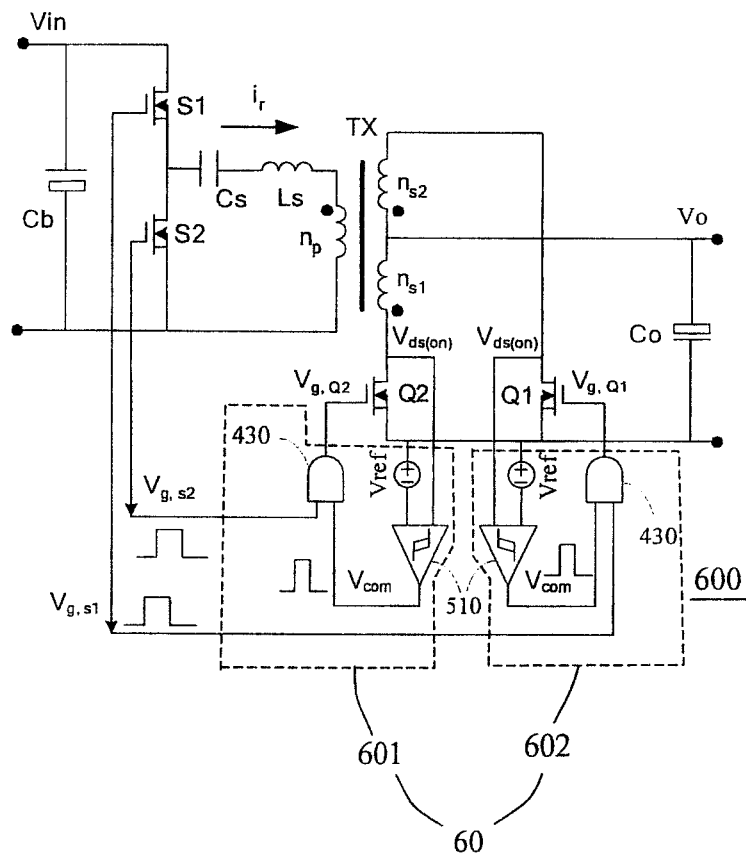 Vin
S1
i_r
TX
n_s2
Cs
Ls
Vo
Cb
S2
n_p
n_s1
Co
V_ds(on)
V_ds(on)
V_g, Q2
Q2
Q1
V_g, Q1
430
Vref
Vref
430
V_g, s2
V_com
510
V_com
600
V_g, s1
601
602
60